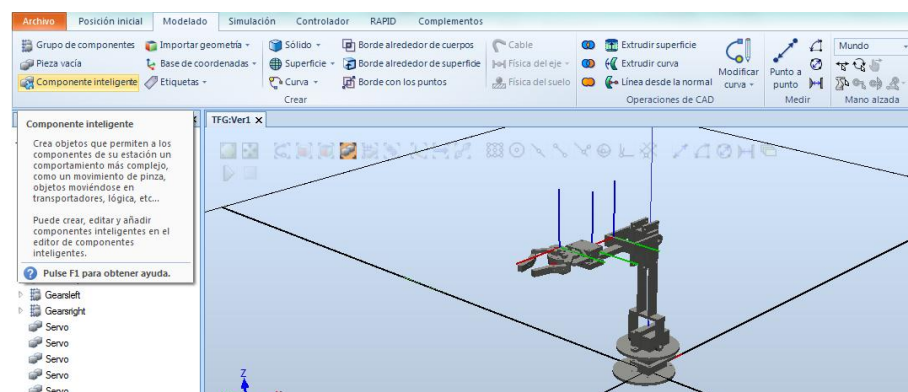 Archivo Posición inicial Modelado Simulación Controlador RAPID Complementos
Grupo de componentes Importar geometría Sólido Borde alrededor de cuerpos Cable Extrudir superficie Mundo
Pieza vacía Base de coordenadas Superficie Borde alrededor de superficie Física del eje Extrudir curva Modificar Punto a
Componente inteligente Etiquetas Curva Borde con los puntos Física del suelo Línea desde la normal curva punto
Crear Operaciones de CAD Medir Mano alzada
Componente inteligente
TFG:Ver1 X
Crea objetos que permiten a los
componentes de su estación un
comportamiento más complejo,
como un movimiento de pinza,
objetos moviéndose en
transportadores, lógica, etc...
Puede crear, editar y añadir
componentes inteligentes en el
editor de componentes
inteligentes.
Pulse F1 para obtener ayuda.
Gearsleft
Gearsright
Servo
Servo
Servo
Servo
Servo
Z